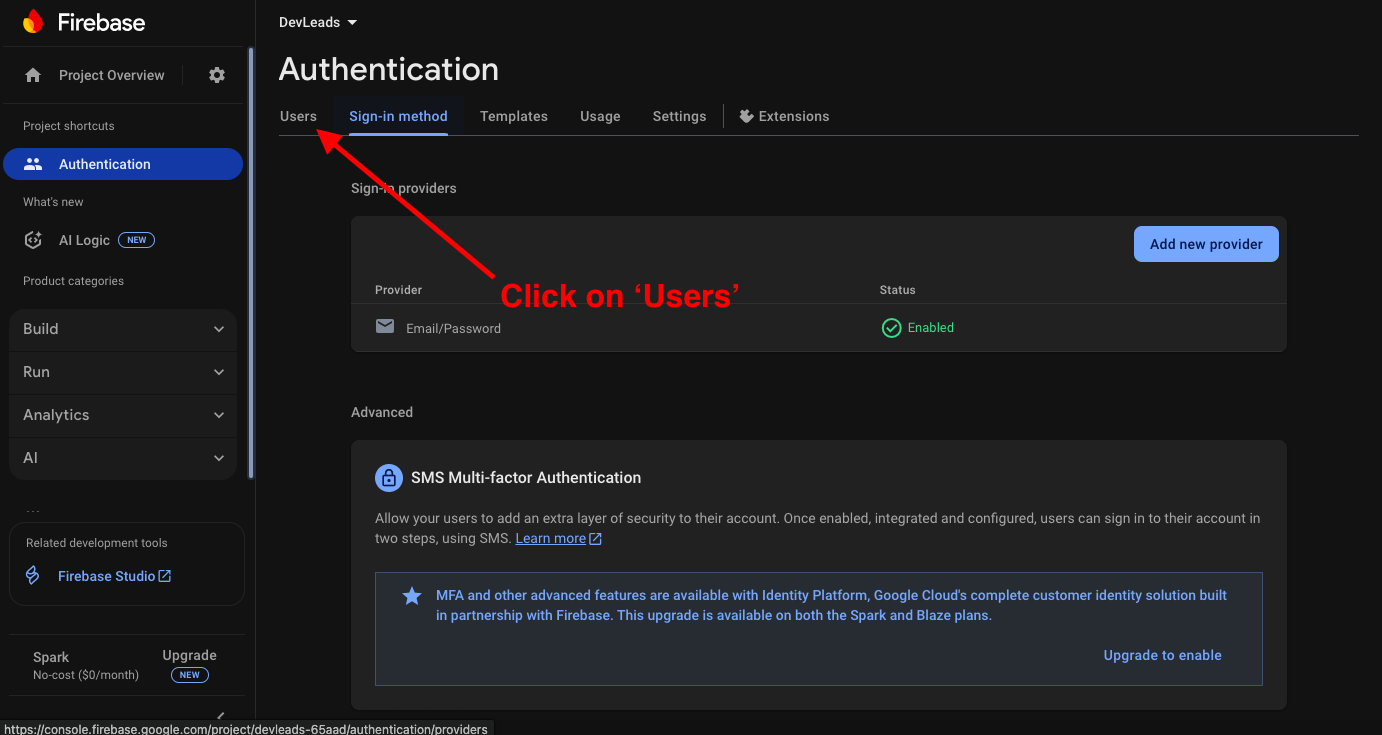 Firebase
Project Overview
Project shortcuts
Authentication
What's new
AI Logic NEW
Product categories
Build
Run
Analytics
AI
...
Related development tools
Firebase Studio
Spark
No-cost ($0/month)
Upgrade
NEW
DevLeads
Authentication
Users Sign-in method Templates Usage Settings Extensions
Sign-in providers
Add new provider
Click on ‘Users’
Provider Status
Email/Password Enabled
Advanced
SMS Multi-factor Authentication
Allow your users to add an extra layer of security to their account. Once enabled, integrated and configured, users can sign in to their account in
two steps, using SMS. Learn more
MFA and other advanced features are available with Identity Platform, Google Cloud's complete customer identity solution built
in partnership with Firebase. This upgrade is available on both the Spark and Blaze plans.
Upgrade to enable
https://console.firebase.google.com/project/devleads-65aad/authentication/providers